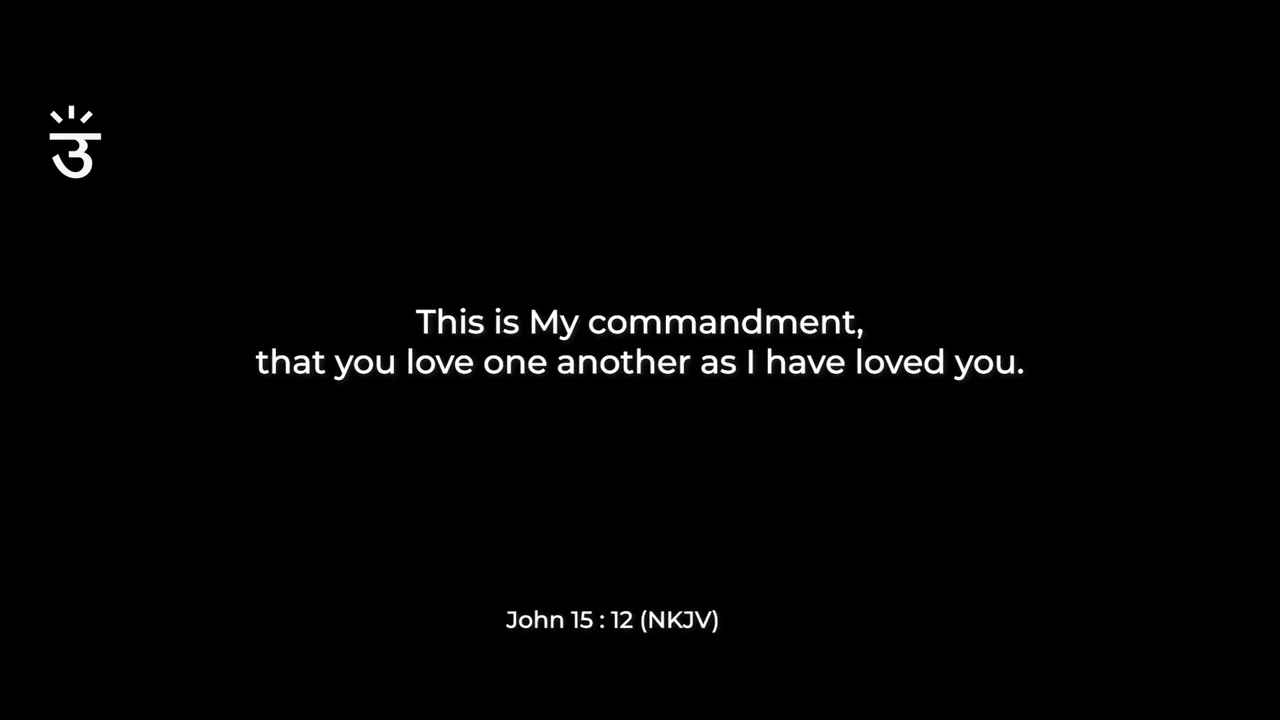 उ
This is My commandment,
that you love one another as I have loved you.
John 15 : 12 (NKJV)